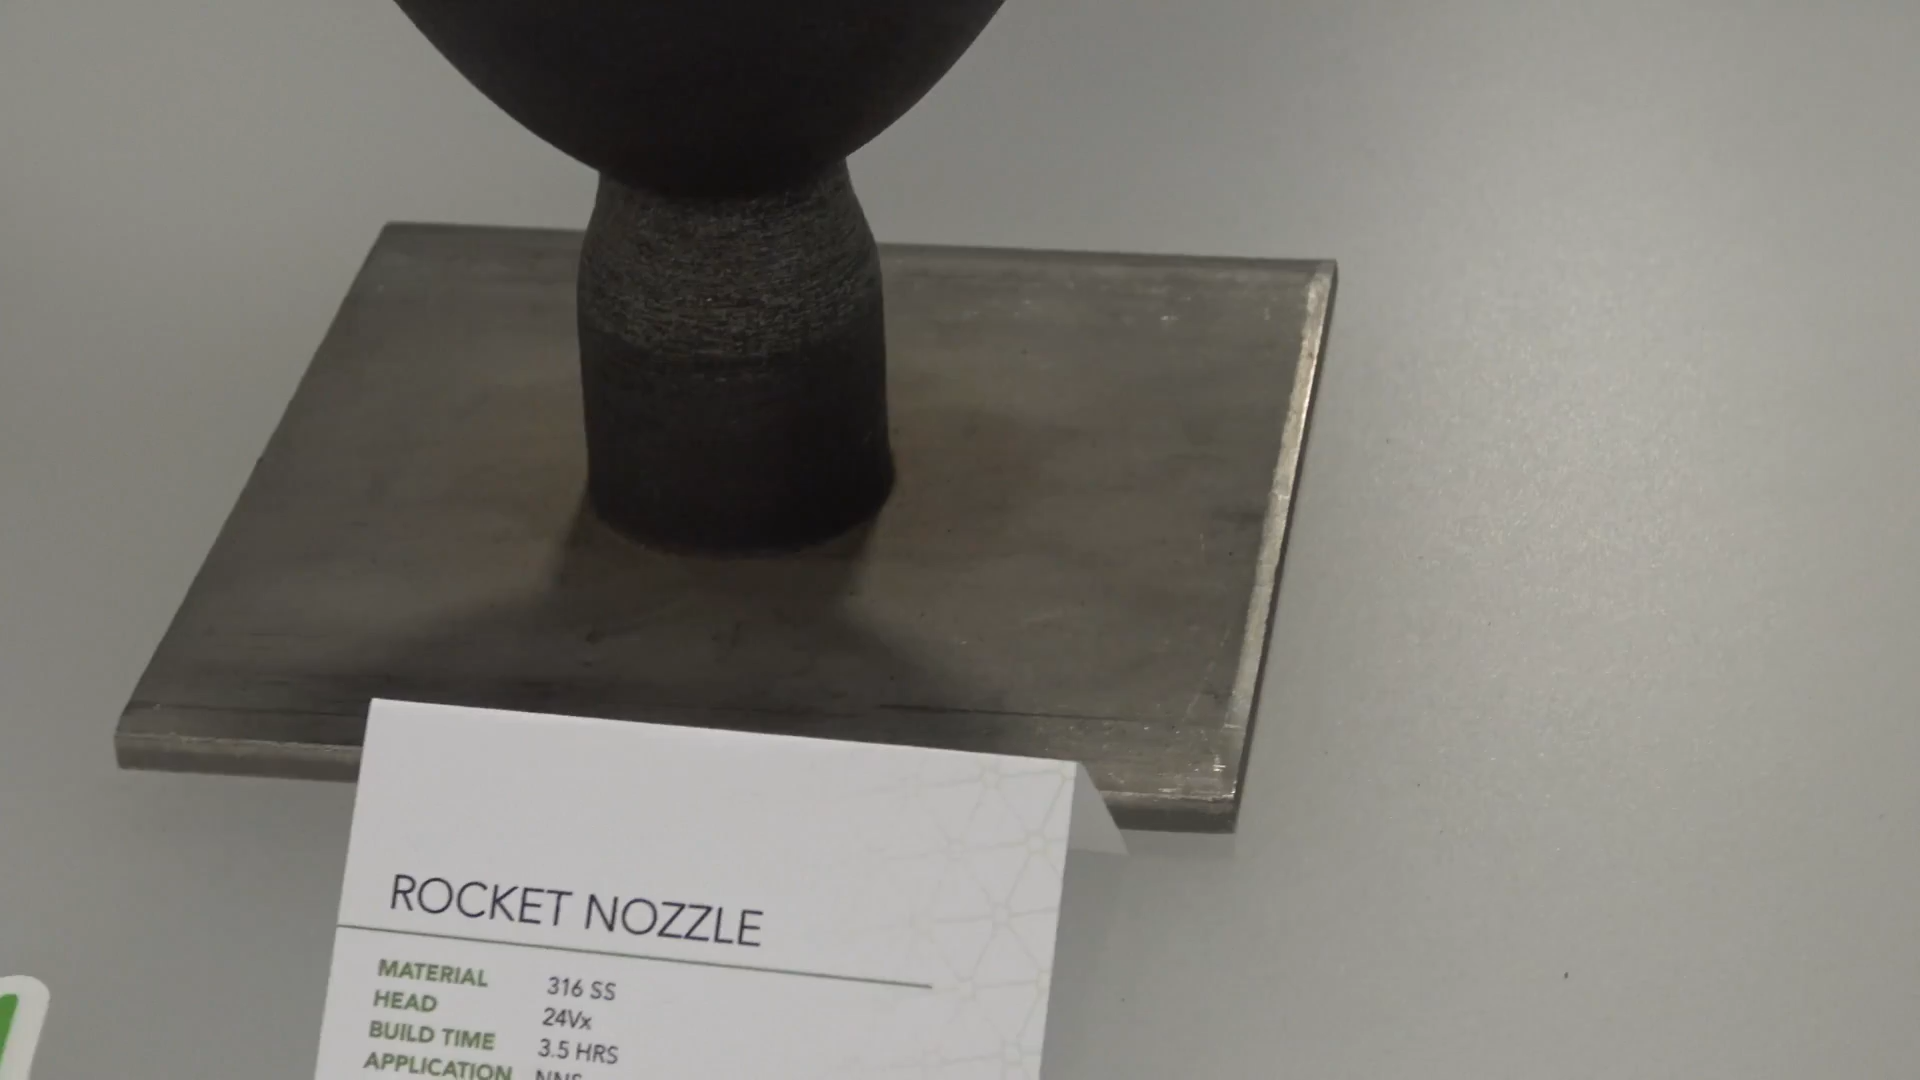 ROCKET NOZZLE
MATERIAL 316 SS
HEAD 24Vx
BUILD TIME 3.5 HRS
APPLICATION